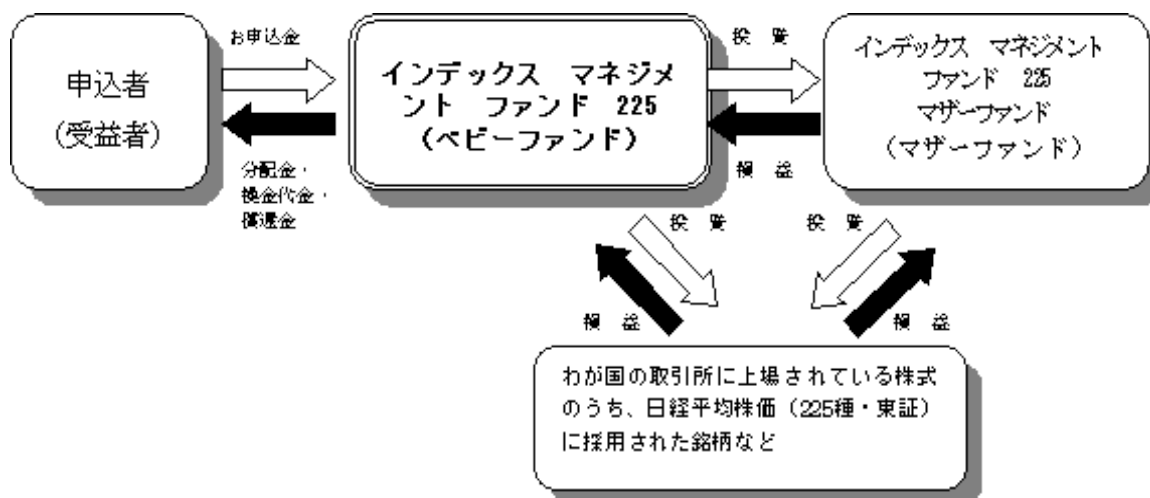 申込者
(受益者)
お申込金
分配金・
換金代金・
償還金
インデックス マネジメ
ント ファンド 225
(ベビーファンド)
投 資
損 益
インデックス マネジメント
ファンド 225
マザーファンド
(マザーファンド)
投 資
損 益
投 資
損 益
わが国の取引所に上場されている株式
のうち、日経平均株価(225種・東証)
に採用された銘柄など